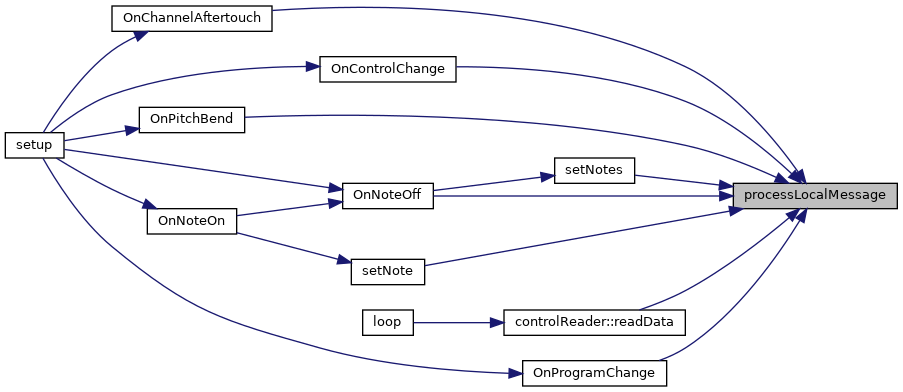 OnChannelAftertouch
OnControlChange
OnPitchBend
setup
setNotes
OnNoteOff
processLocalMessage
OnNoteOn
setNote
loop
controlReader::readData
OnProgramChange